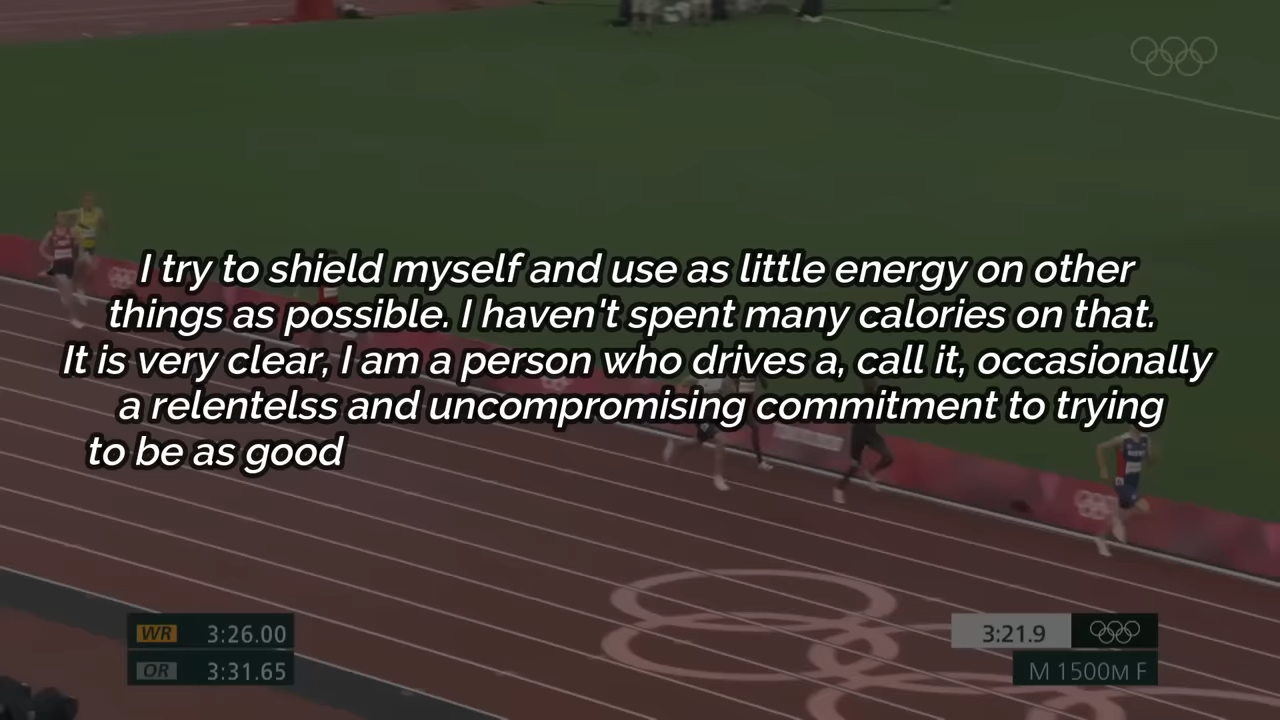 I try to shield myself and use as little energy on other
things as possible. I haven't spent many calories on that.
It is very clear, I am a person who drives a, call it, occasionally
a relentelss and uncompromising commitment to trying
to be as good
WR 3:26.00
OR 3:31.65
3:21.9
M 1500M F